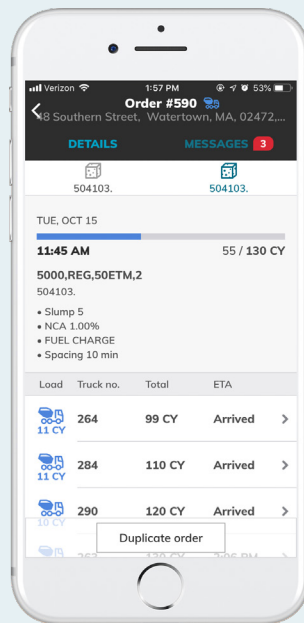 Verizon 1:57 PM 53%
Order #590
48 Southern Street, Watertown, MA, 02472,...
DETAILS MESSAGES 3
504103. 504103.
TUE, OCT 15
11:45 AM 55 / 130 CY
5000,REG,50ETM,2
504103.
• Slump 5
• NCA 1.00%
• FUEL CHARGE
• Spacing 10 min
Load Truck no. Total ETA
11 CY 264 99 CY Arrived
11 CY 284 110 CY Arrived
10 CY 290 120 CY Arrived
Duplicate order